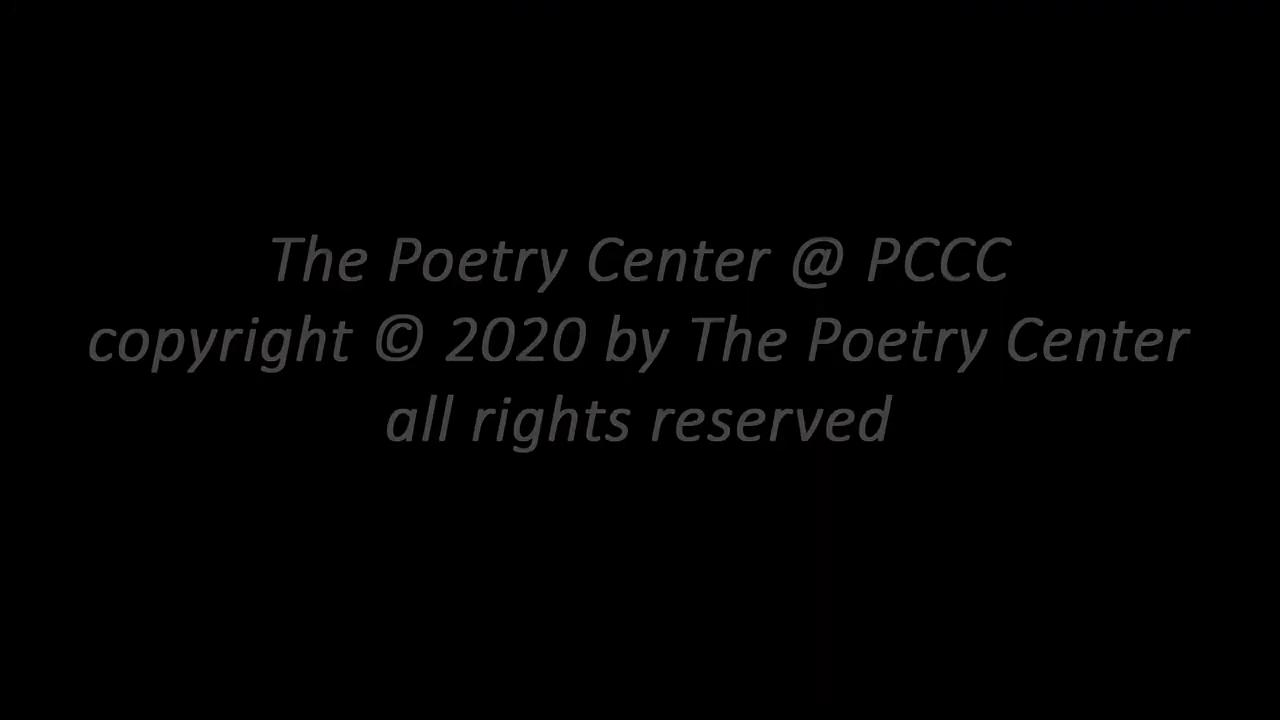 The Poetry Center @ PCCC
copyright © 2020 by The Poetry Center
all rights reserved